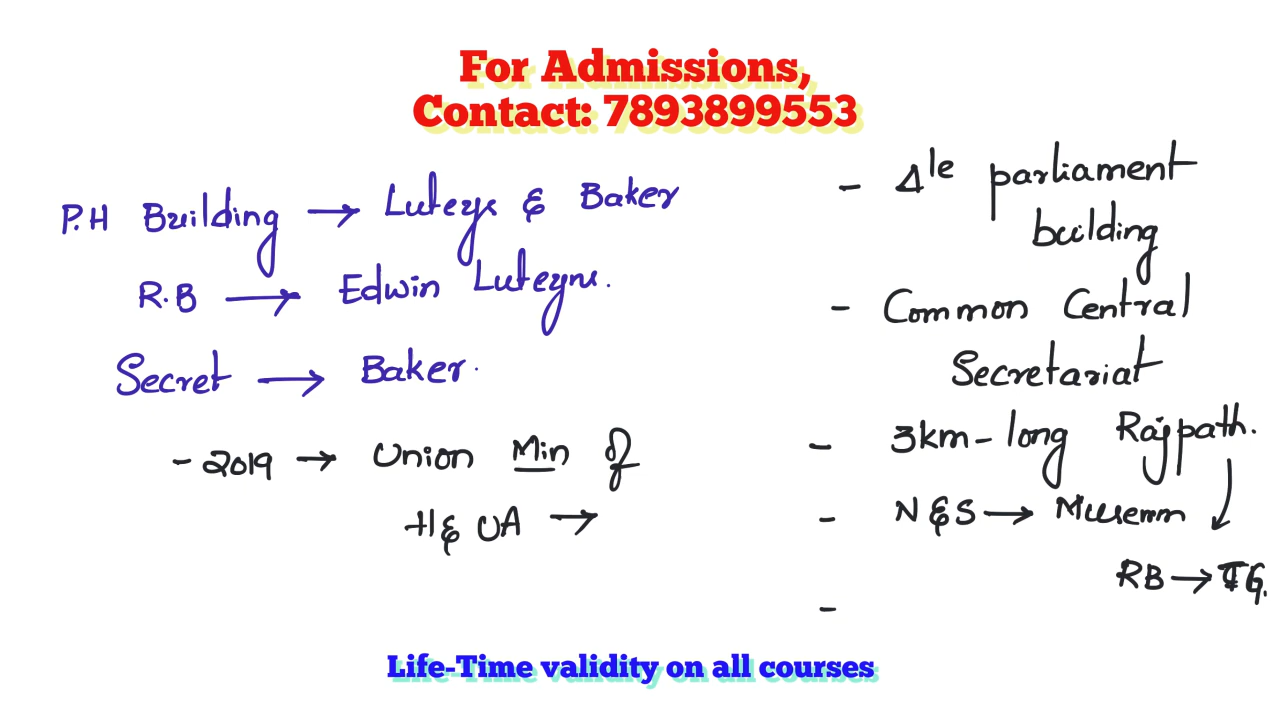 For Admissions,
Contact: 7893899553
P.H Building → Luteys & Baker
R.B → Edwin Luteyns.
Secret → Baker.
- 2019 → Union Min of
H & UA →
- Δle parliament
building
- Common Central
Secretariat
- 3km-long Rajpath.
- N & S → Museum
RB → IG.
-
Life-Time validity on all courses